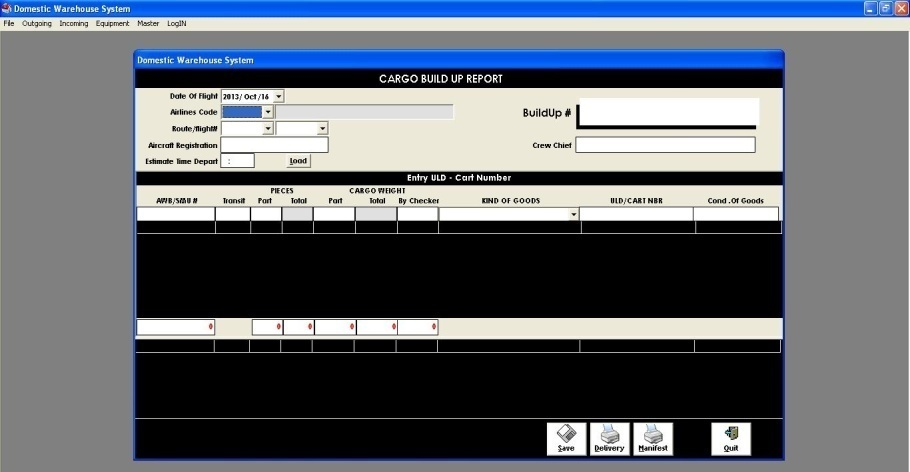 Domestic Warehouse System
File Outgoing Incoming Equipment Master LogIN
Domestic Warehouse System
CARGO BUILD UP REPORT
Date Of Flight 2013/ Oct /16
Airlines Code
BuildUp #
Route/flight#
Aircraft Registration
Crew Chief
Estimate Time Depart :
Load
Entry ULD - Cart Number
PIECES CARGO WEIGHT
AWB/SMU # Transit Part Total Part Total By Checker KIND OF GOODS ULD/CART NBR Cond .Of Goods
0 0 0 0 0 0
Save Delivery Manifest Quit